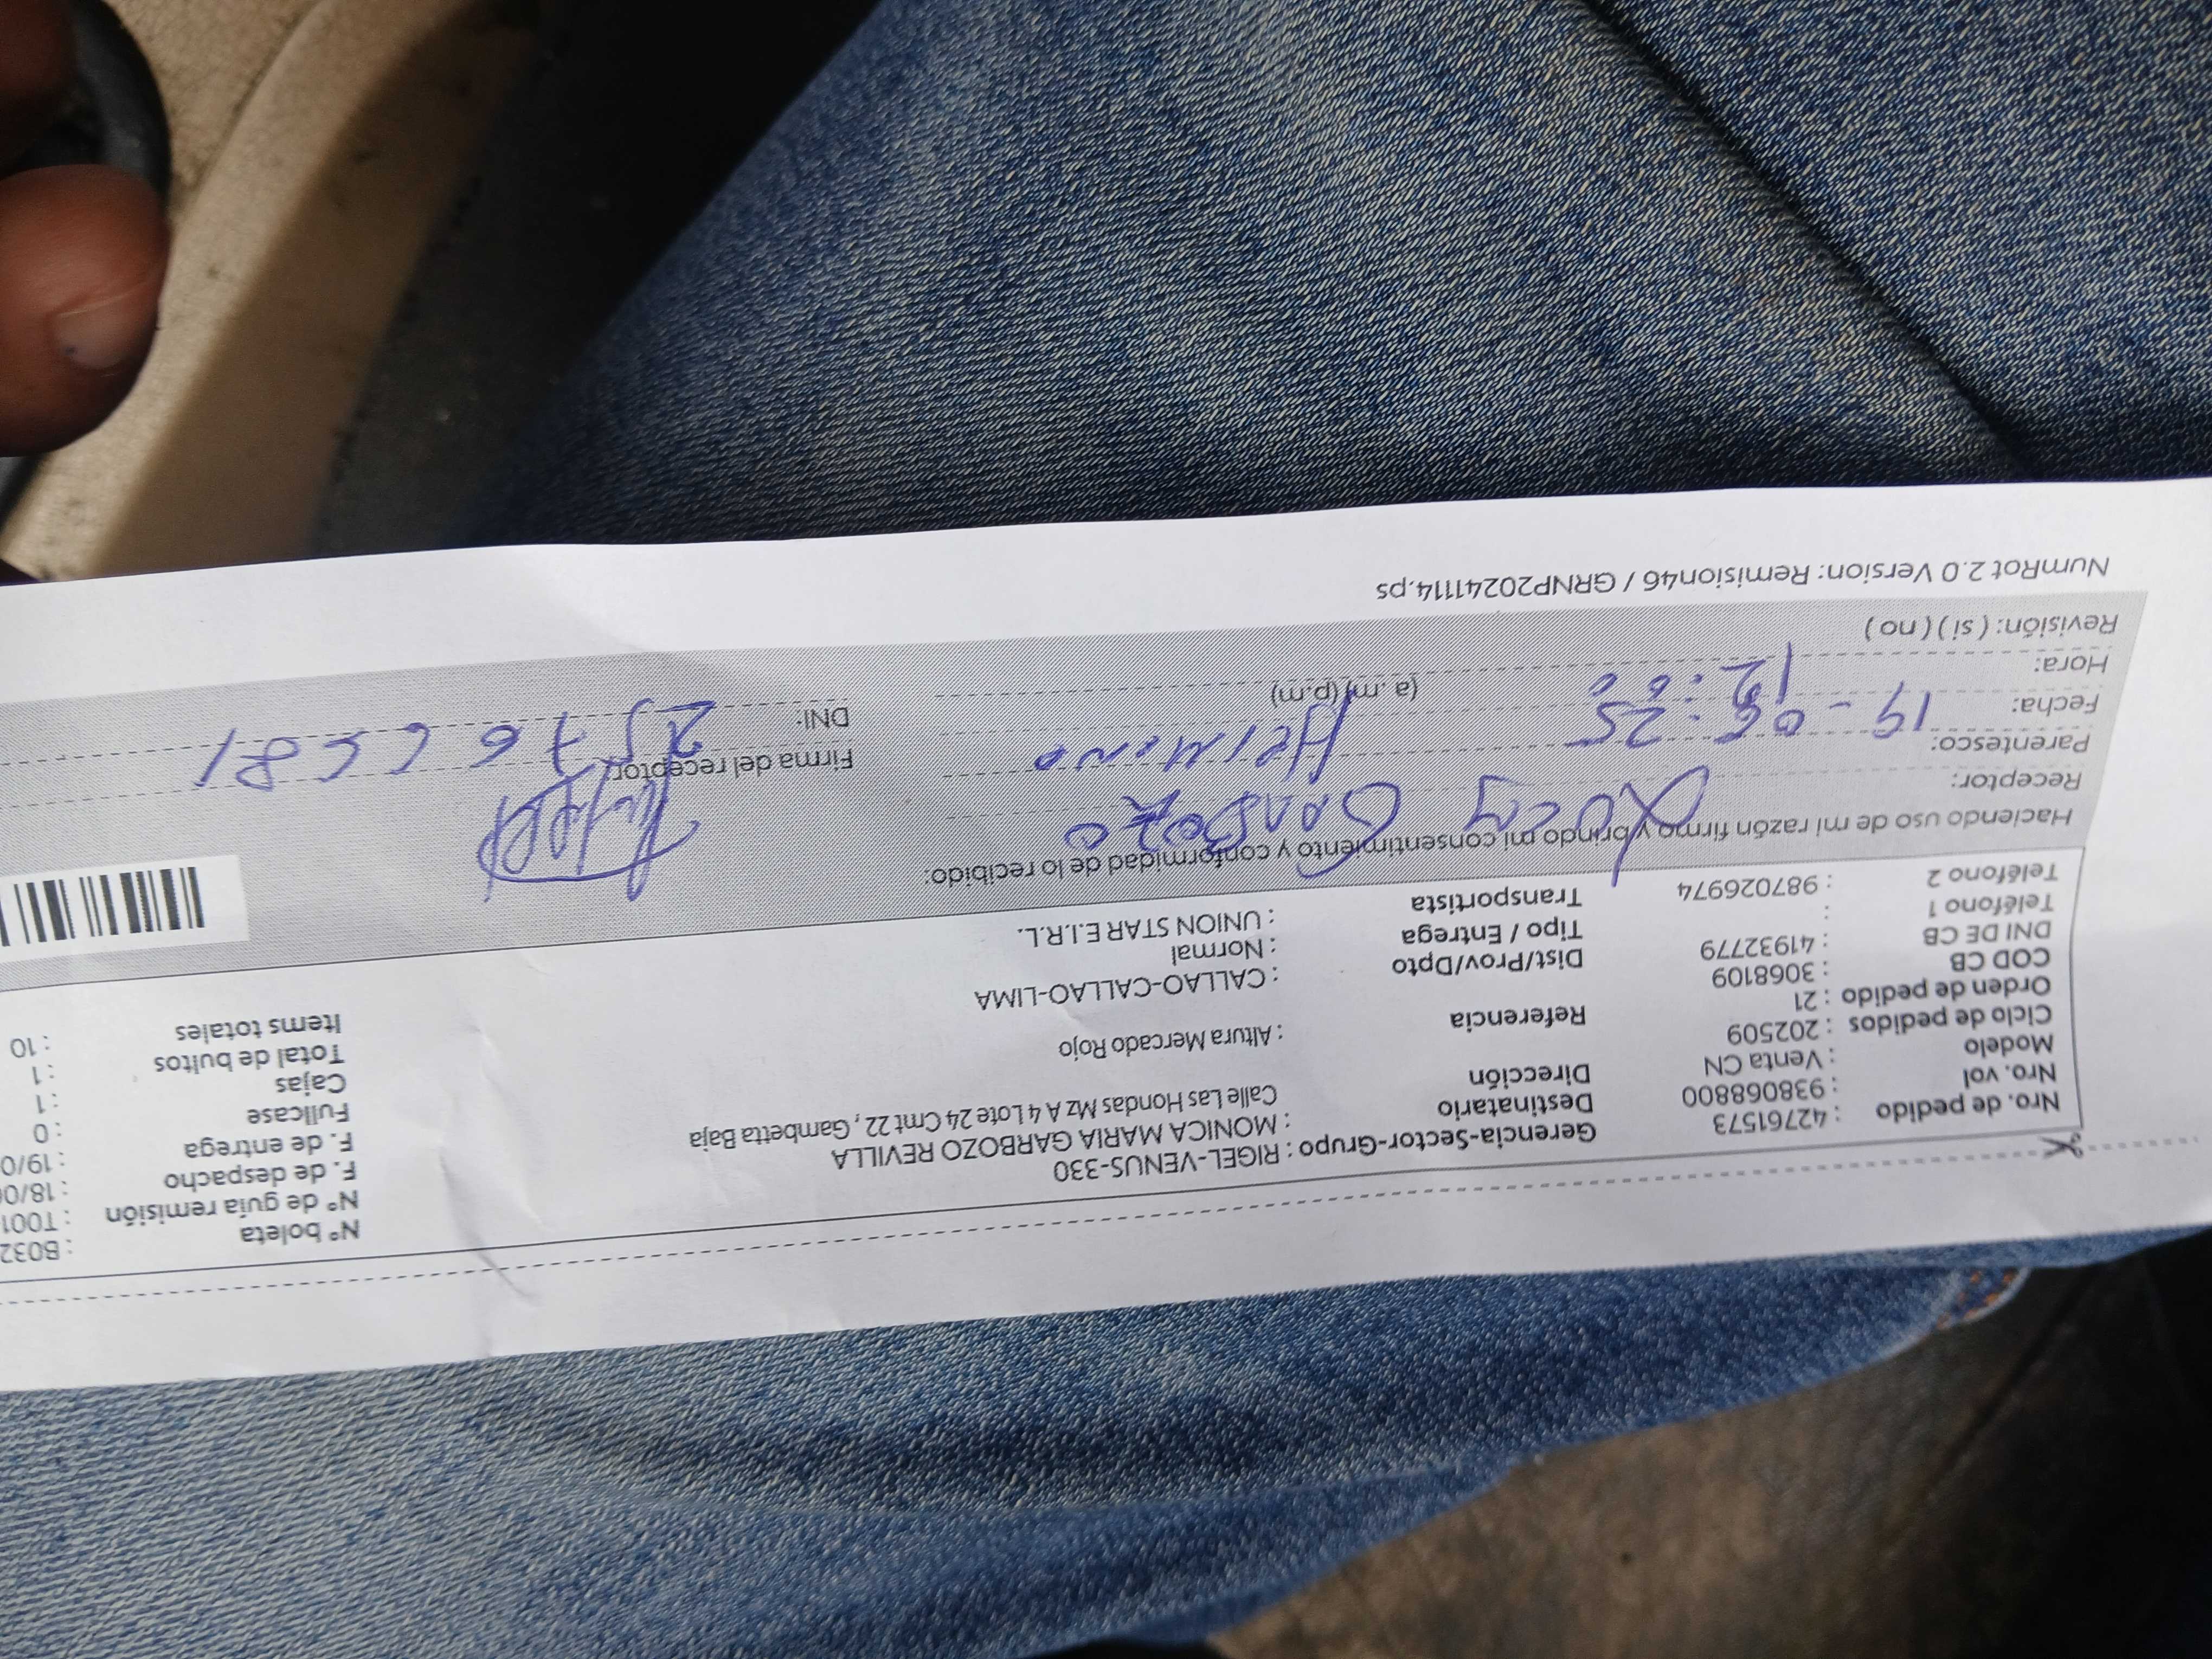 Nº boleta : B032
Nº de guía remisión : T001
Gerencia-Sector-Grupo : RIGEL-VENUS-330
F. de despacho : 18/0
Nro. de pedido : 42761573
Destinatario : MONICA MARIA GARBOZO REVILLA
F. de entrega : 19/0
Nro. vol : 938068800
Dirección Calle Las Hondas Mz A 4 Lote 24 Cmt 22 , Gambetta Baja
Fullcase : 0
Modelo : Venta CN
Cajas : 1
Ciclo de pedidos : 202509
Referencia : Altura Mercado Rojo
Total de bultos : 1
Orden de pedido : 21
Items totales : 10
COD CB : 3068109
Dist/Prov/Dpto : CALLAO-CALLAO-LIMA
DNI DE CB : 41932779
Tipo / Entrega : Normal
Teléfono 1 :
Transportista : UNION STAR E.I.R.L.
Teléfono 2 : 987026974
Haciendo uso de mi razón firmo y brindo mi consentimiento y conformidad de lo recibido:
Receptor: Garbozo
Parentesco:
Firma del receptor
Fecha: 19-06-25
DNI:
Hora: (a.m) (p.m)
Revisión: ( si ) ( no )
NumRot 2.0 Version: Remision46 / GRNP20241114.ps